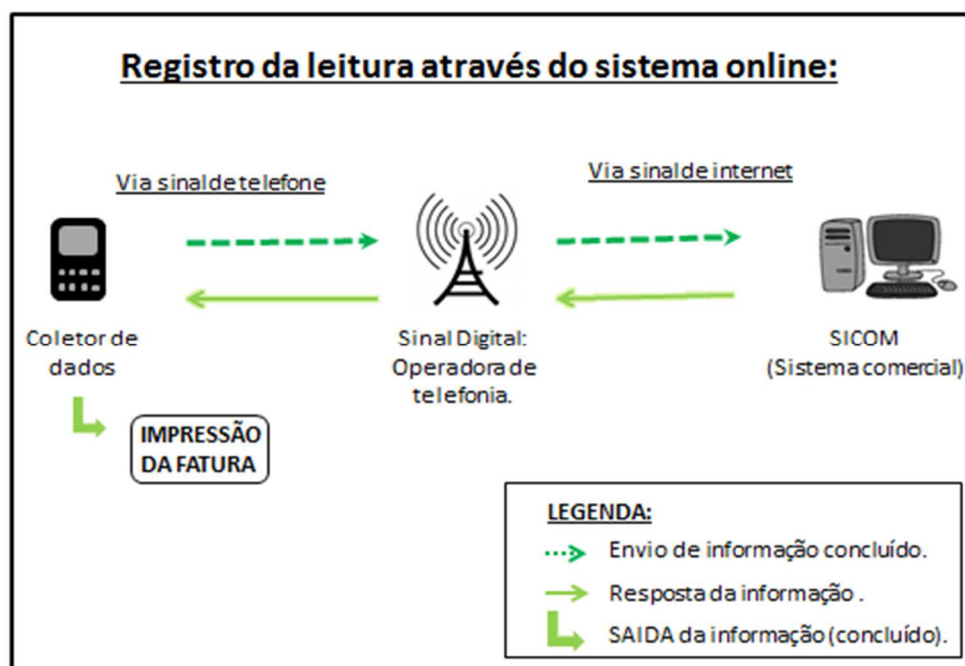 Registro da leitura através do sistema online:
Via sinal de telefone
Via sinal de internet
Coletor de
dados
Sinal Digital:
Operadora de
telefonia.
SICOM
(Sistema comercial)
IMPRESSÃO
DA FATURA
LEGENDA:
Envio de informação concluído.
Resposta da informação .
SAIDA da informação (concluído).